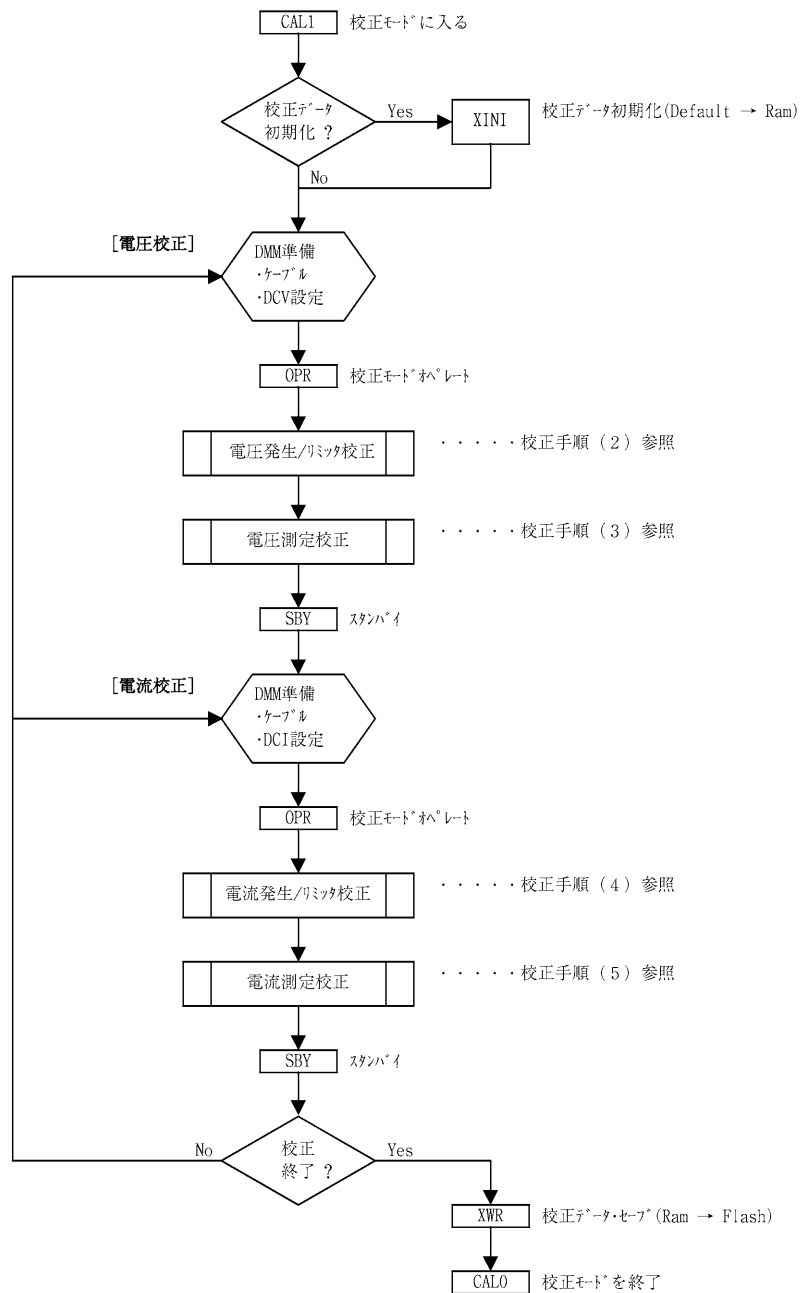 CAL1 校正ﾓｰﾄﾞに入る
校正ﾃﾞｰﾀ
初期化 ?
Yes
XINI
校正ﾃﾞｰﾀ初期化(Default → Ram)
No
[電圧校正]
DMM準備
・ｹｰﾌﾞﾙ
・DCV設定
OPR 校正ﾓｰﾄﾞｵﾍﾟﾚｰﾄ
電圧発生/ﾘﾐｯﾀ校正 ・・・・・校正手順（2）参照
電圧測定校正 ・・・・・校正手順（3）参照
SBY ｽﾀﾝﾊﾞｲ
[電流校正]
DMM準備
・ｹｰﾌﾞﾙ
・DCI設定
OPR 校正ﾓｰﾄﾞｵﾍﾟﾚｰﾄ
電流発生/ﾘﾐｯﾀ校正 ・・・・・校正手順（4）参照
電流測定校正 ・・・・・校正手順（5）参照
SBY ｽﾀﾝﾊﾞｲ
No
校正
終了 ?
Yes
XWR 校正ﾃﾞｰﾀ・ｾｰﾌﾞ(Ram → Flash)
CAL0 校正ﾓｰﾄﾞを終了